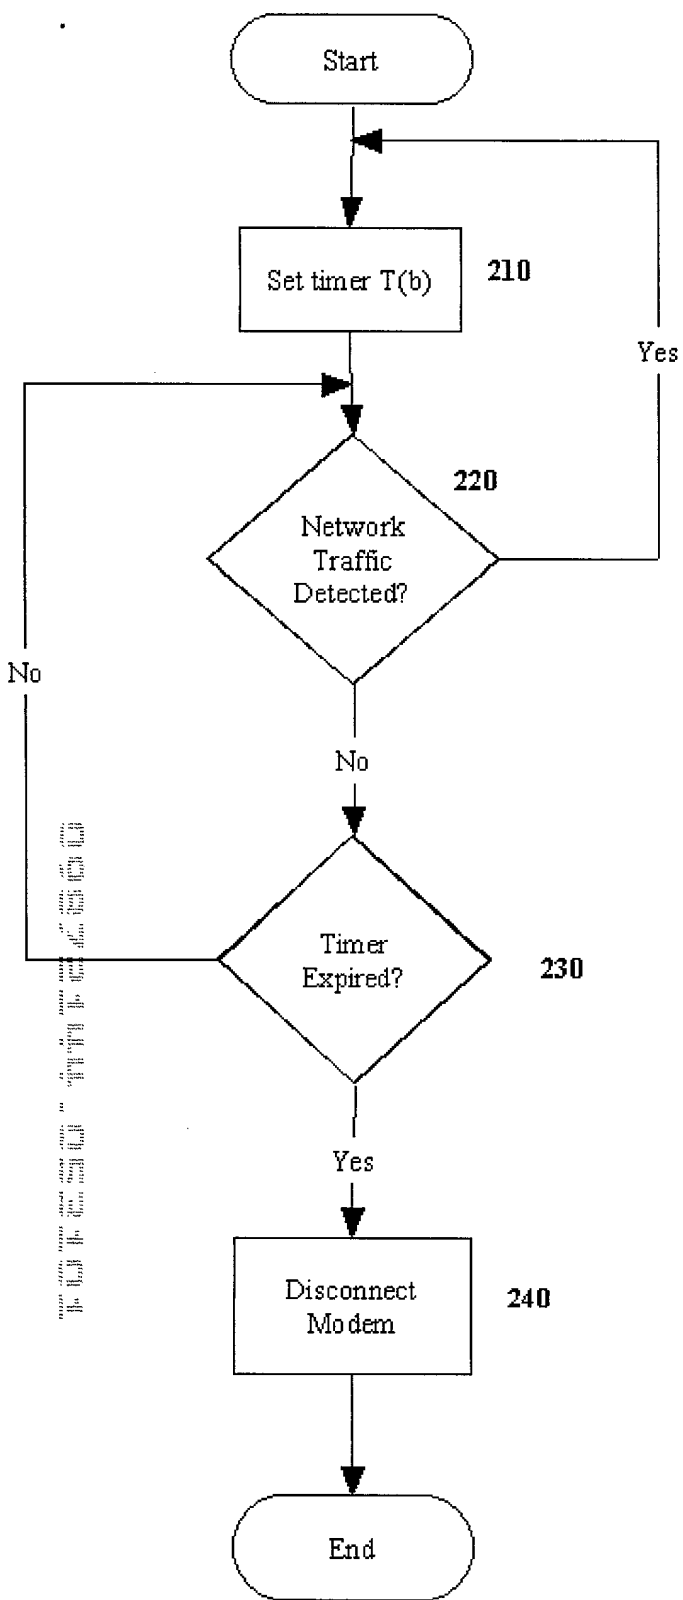 Start
Set timer T(b)
210
Yes
220
Network
Traffic
Detected?
No
No
Timer
Expired?
230
Yes
Disconnect
Modem
240
End